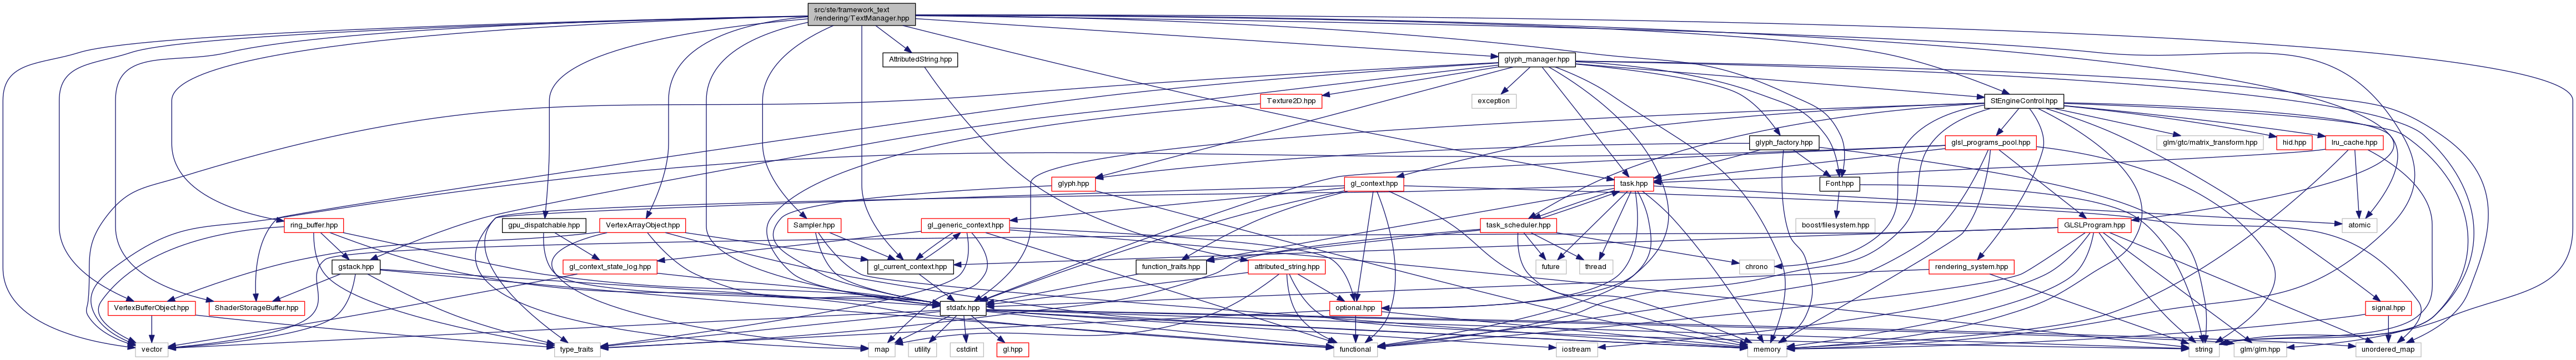 src/ste/framework_text
/rendering/TextManager.hpp
AttributedString.hpp
glyph_manager.hpp
Texture2D.hpp
exception
StEngineControl.hpp
glyph_factory.hpp
glsl_programs_pool.hpp
glm/gtc/matrix_transform.hpp
hid.hpp
lru_cache.hpp
glyph.hpp
gl_context.hpp
task.hpp
Font.hpp
ring_buffer.hpp
gpu_dispatchable.hpp
VertexArrayObject.hpp
Sampler.hpp
gl_generic_context.hpp
task_scheduler.hpp
boost/filesystem.hpp
GLSLProgram.hpp
atomic
gstack.hpp
gl_context_state_log.hpp
gl_current_context.hpp
function_traits.hpp
attributed_string.hpp
future
thread
chrono
rendering_system.hpp
VertexBufferObject.hpp
ShaderStorageBuffer.hpp
stdafx.hpp
optional.hpp
signal.hpp
vector
type_traits
map
utility
cstdint
gl.hpp
functional
memory
iostream
string
glm/glm.hpp
unordered_map